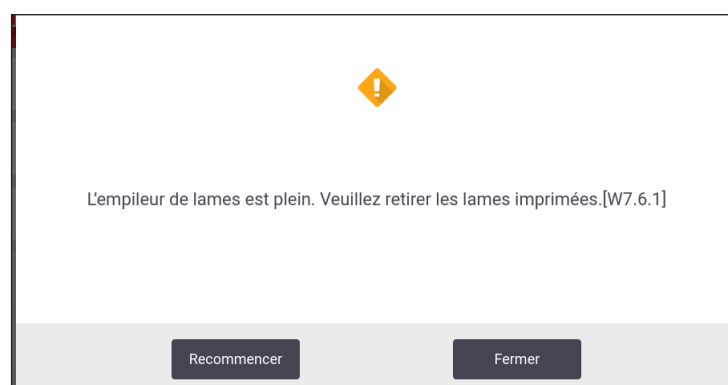 L'empileur de lames est plein. Veuillez retirer les lames imprimées.[W7.6.1]
Recommencer
Fermer